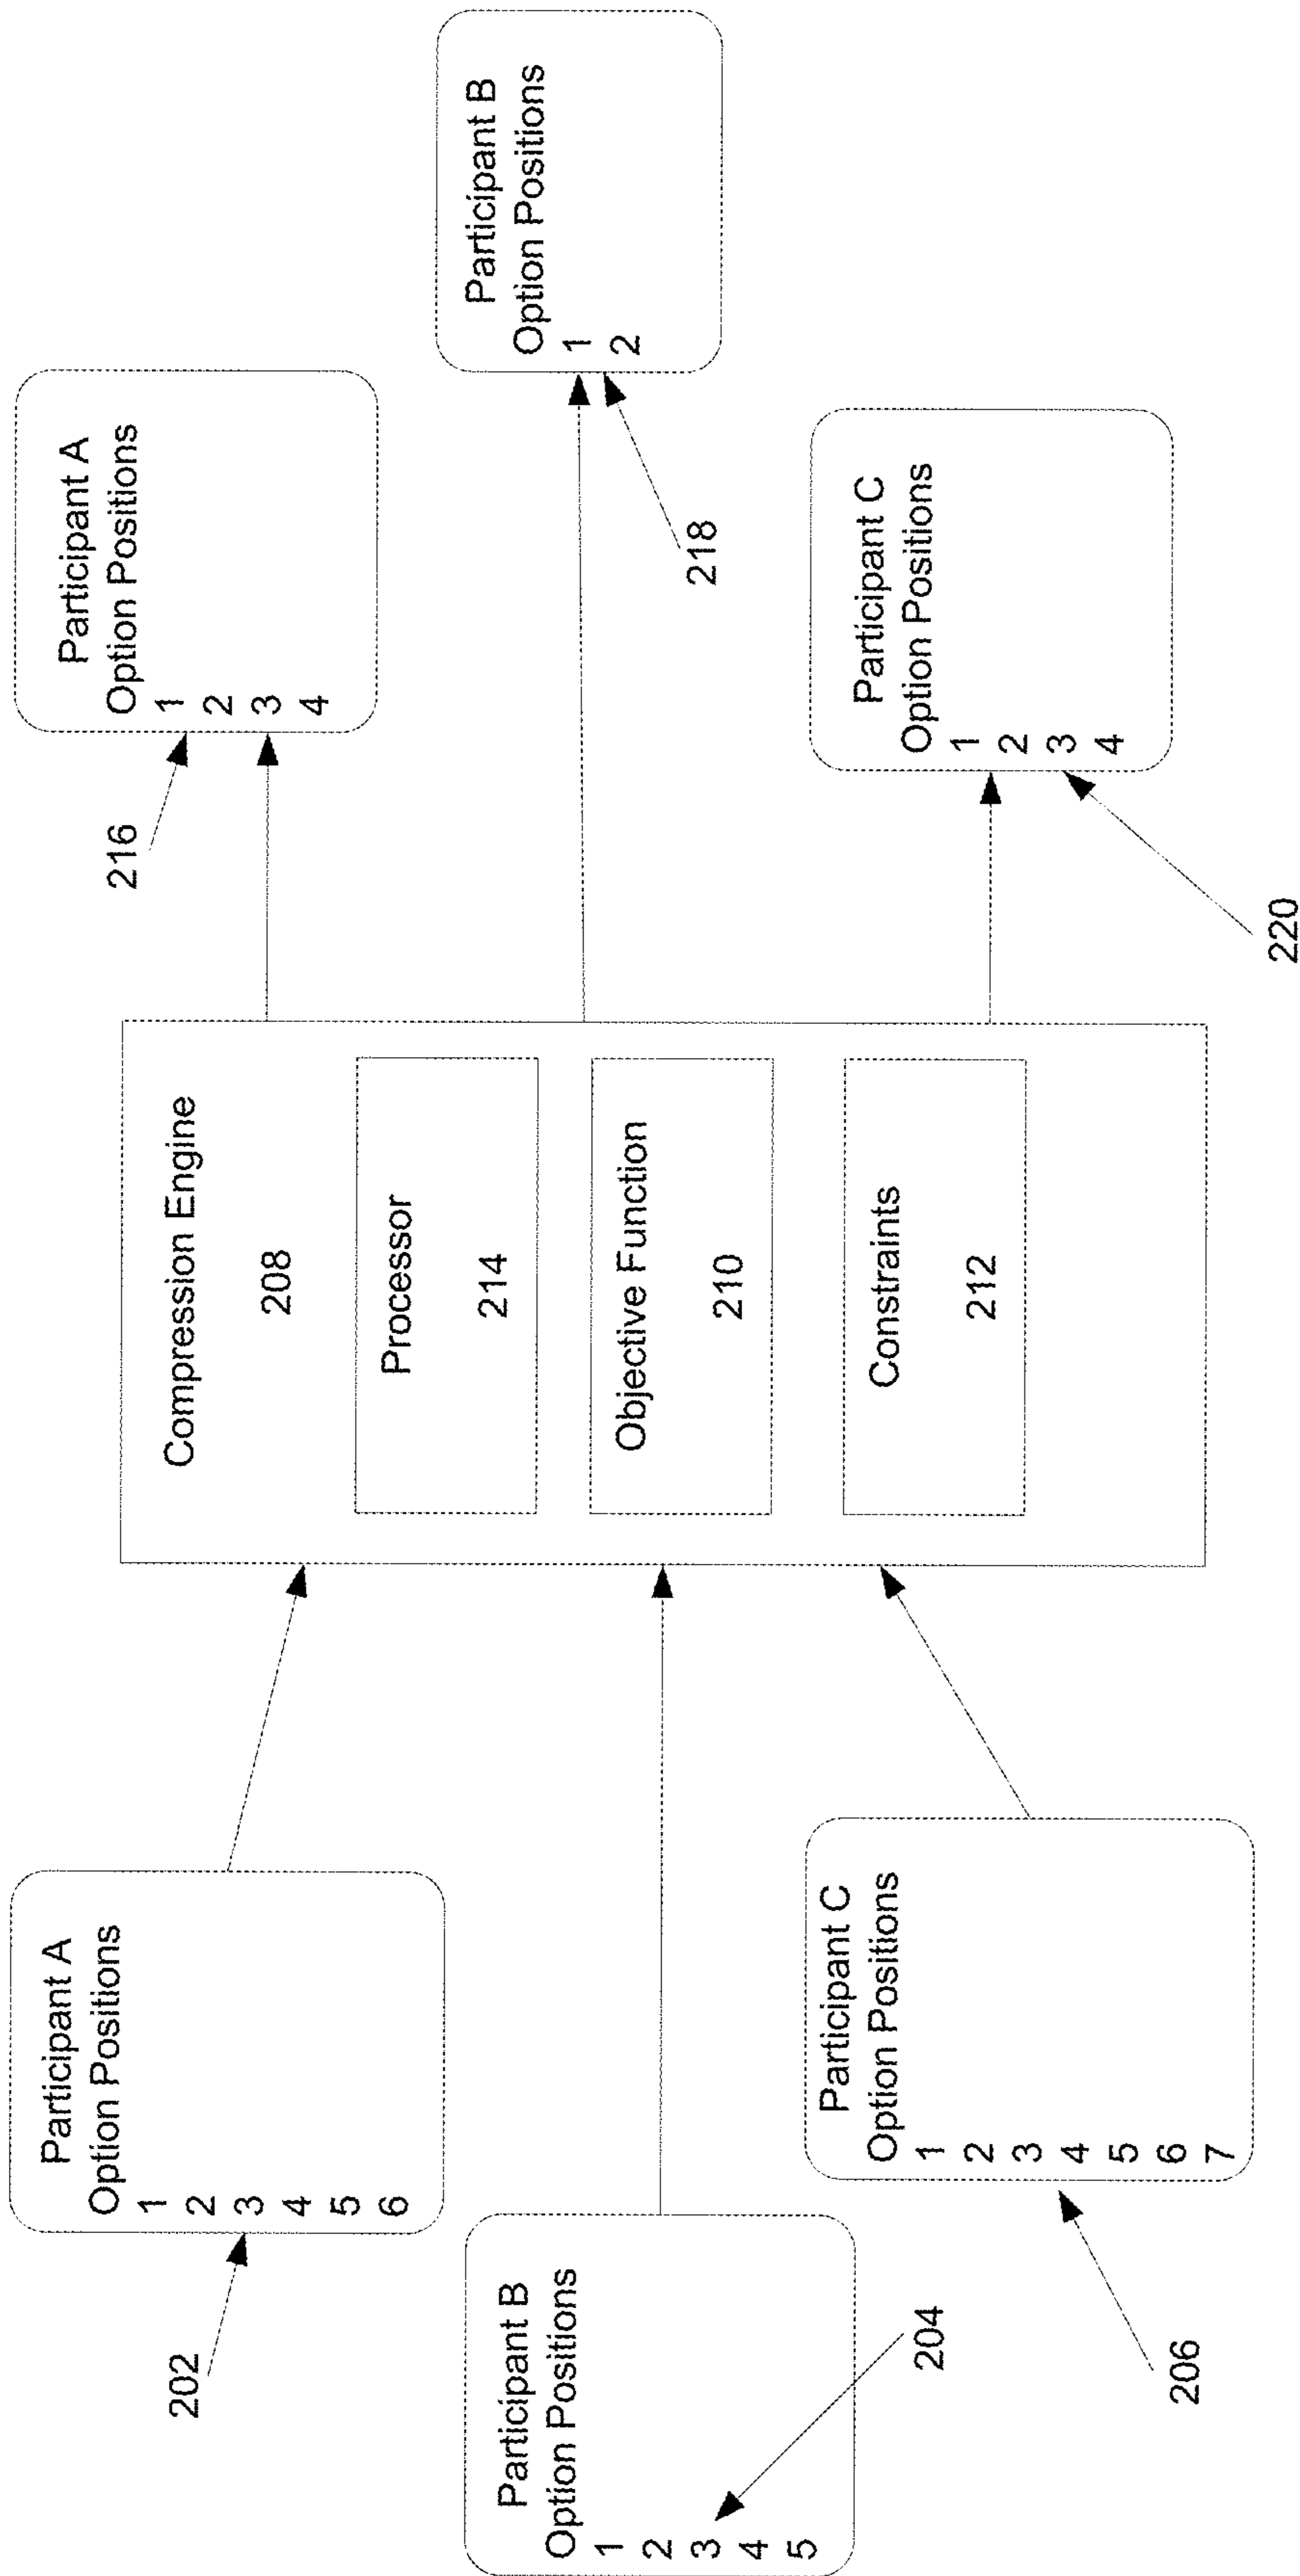 Participant A
Option Positions
1
2
3
4
5
6
202
Participant B
Option Positions
1
2
3
4
5
204
Participant C
Option Positions
1
2
3
4
5
6
7
206
Compression Engine
208
Processor
214
Objective Function
210
Constraints
212
Participant A
Option Positions
1
2
3
4
216
Participant B
Option Positions
1
2
218
Participant C
Option Positions
1
2
3
4
220